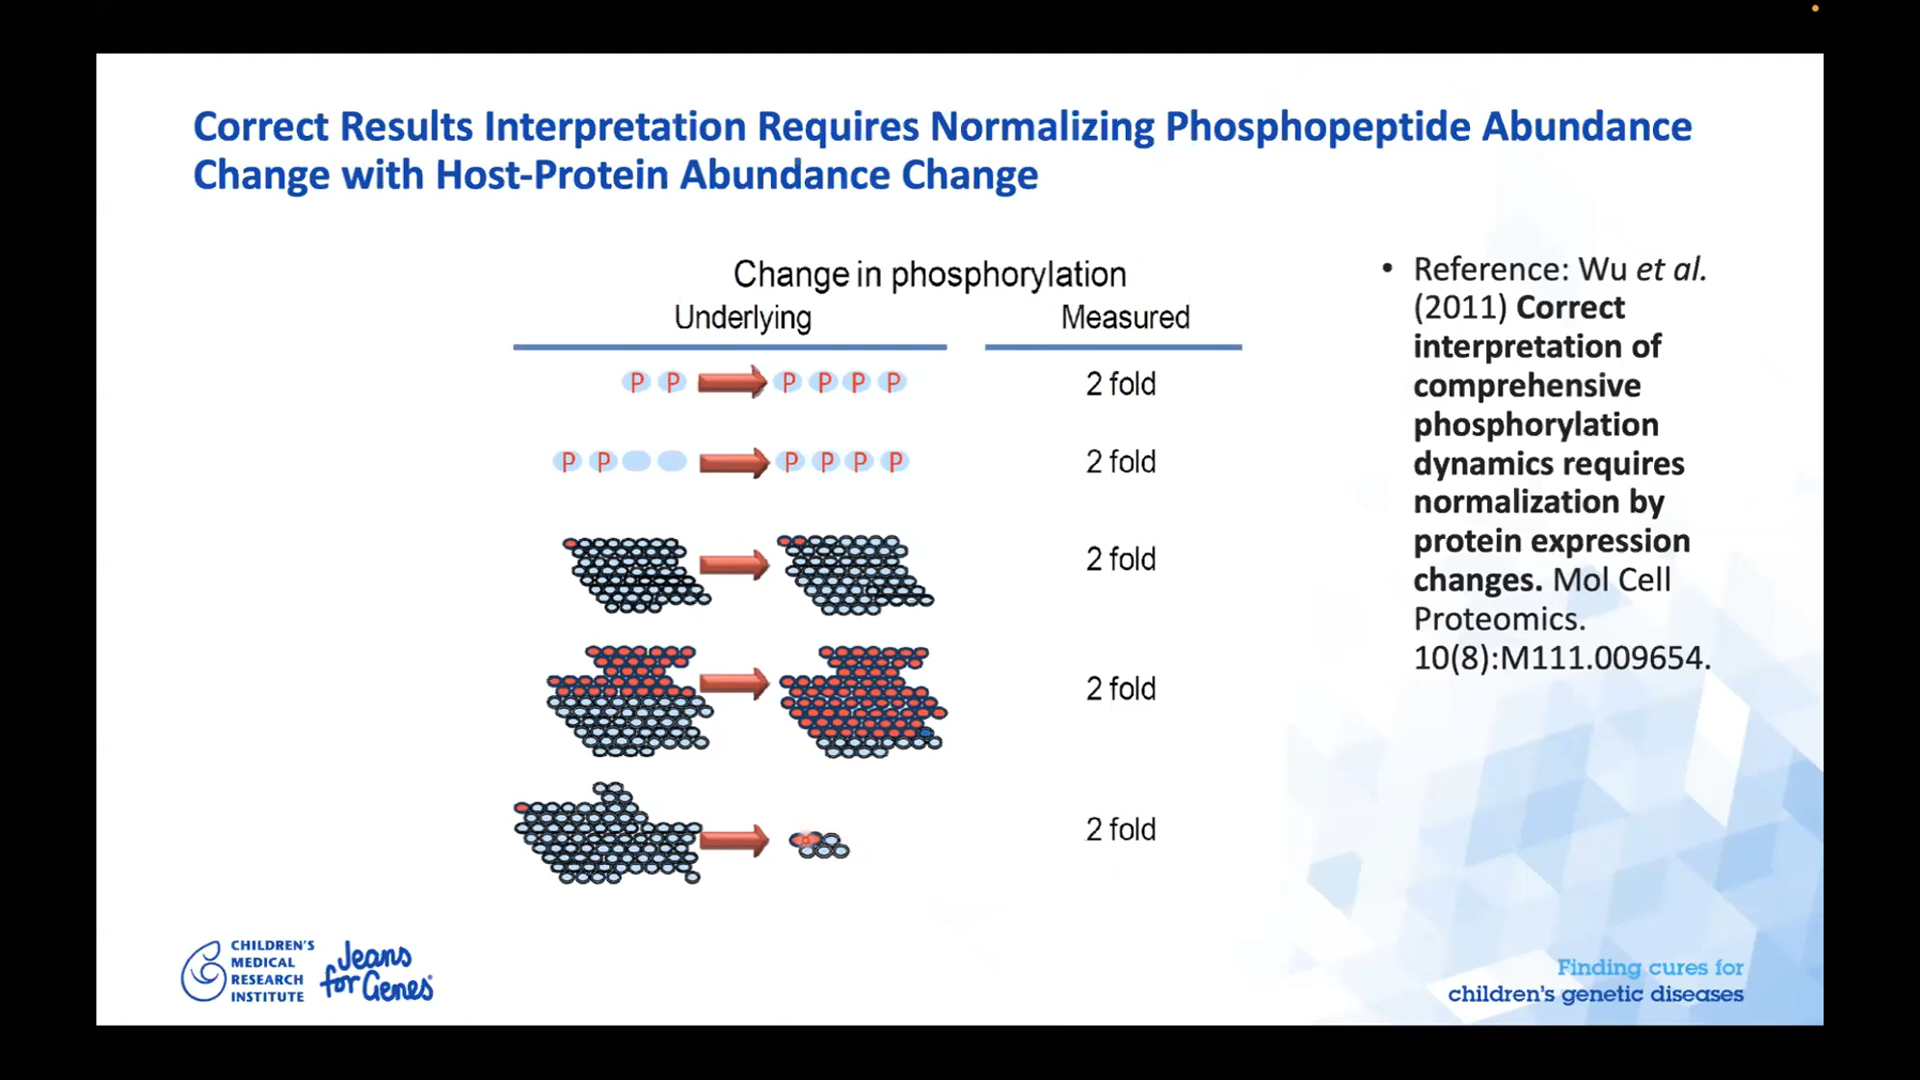 Correct Results Interpretation Requires Normalizing Phosphopeptide Abundance
Change with Host-Protein Abundance Change
Change in phosphorylation
Underlying
Measured
P P P P P P
2 fold
P P P P P P
2 fold
2 fold
2 fold
2 fold
• Reference: Wu et al.
(2011) Correct
interpretation of
comprehensive
phosphorylation
dynamics requires
normalization by
protein expression
changes. Mol Cell
Proteomics.
10(8):M111.009654.
CHILDREN'S
MEDICAL
RESEARCH
INSTITUTE
Jeans
for Genes®
Finding cures for
children's genetic diseases